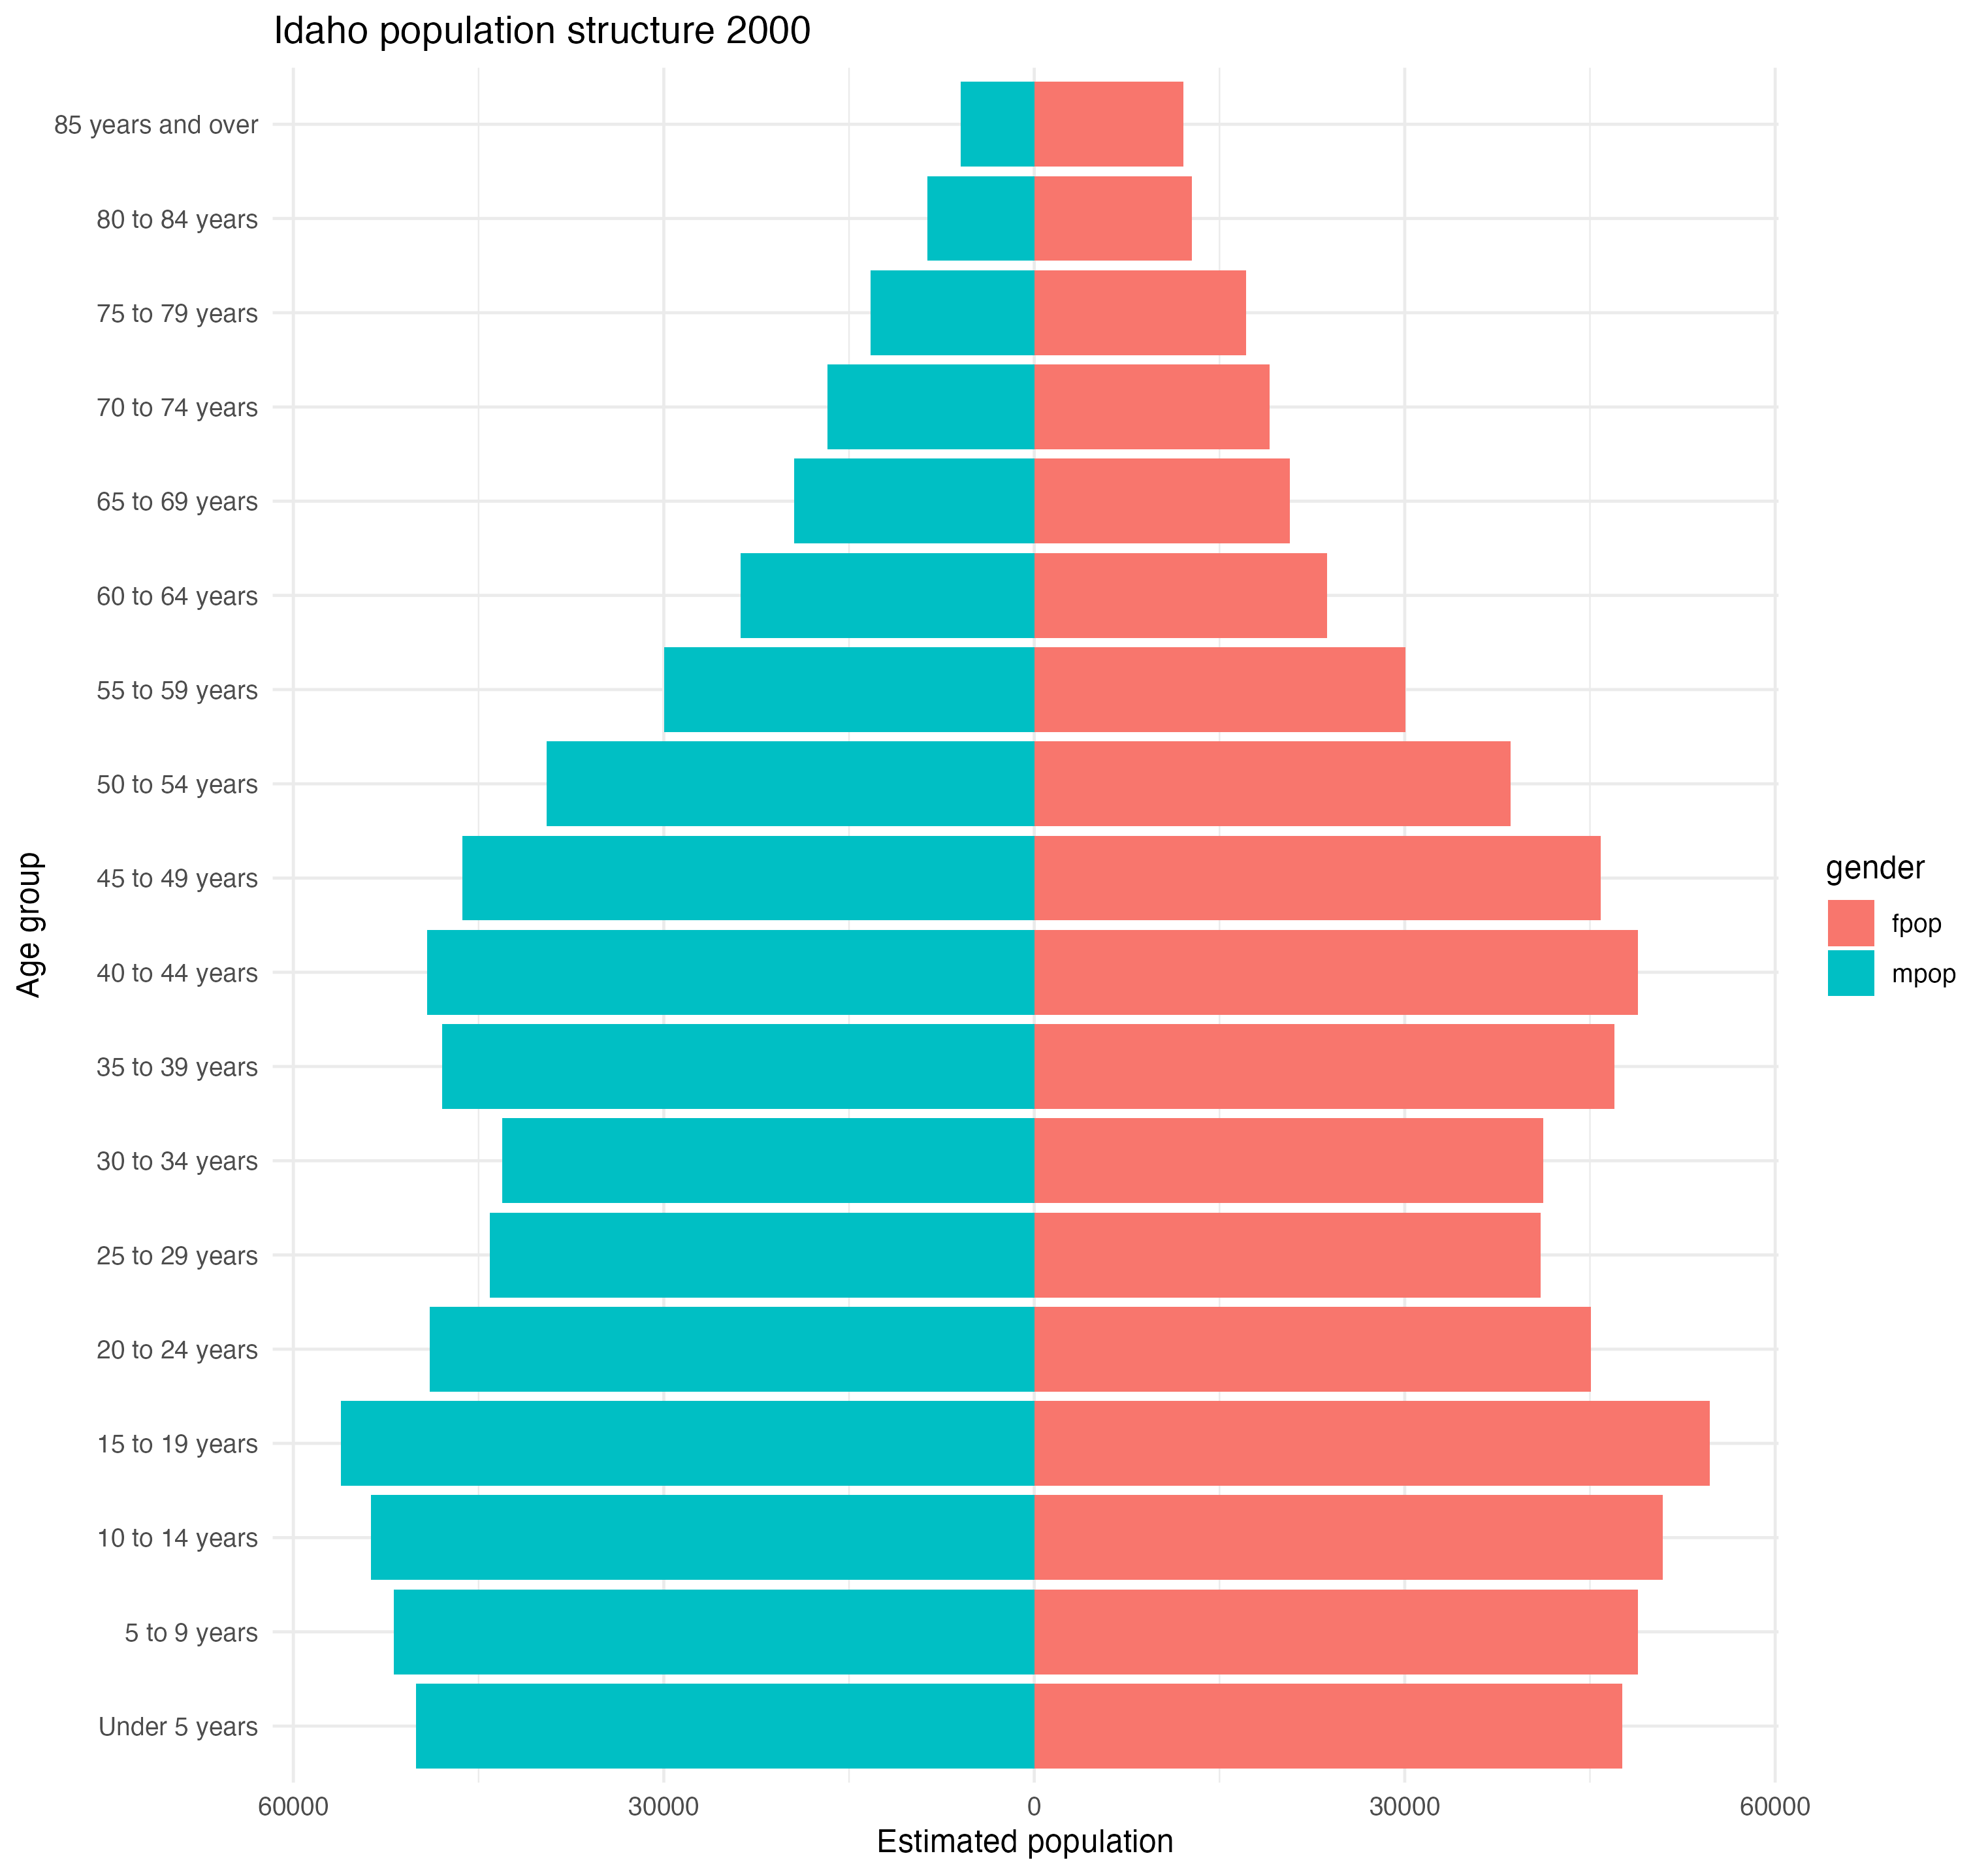 Idaho population structure 2000
85 years and over
80 to 84 years
75 to 79 years
70 to 74 years
65 to 69 years
60 to 64 years
55 to 59 years
50 to 54 years
45 to 49 years
40 to 44 years
35 to 39 years
30 to 34 years
25 to 29 years
20 to 24 years
15 to 19 years
10 to 14 years
5 to 9 years
Under 5 years
Age group
60000 30000 0 30000 60000
Estimated population
gender
fpop
mpop